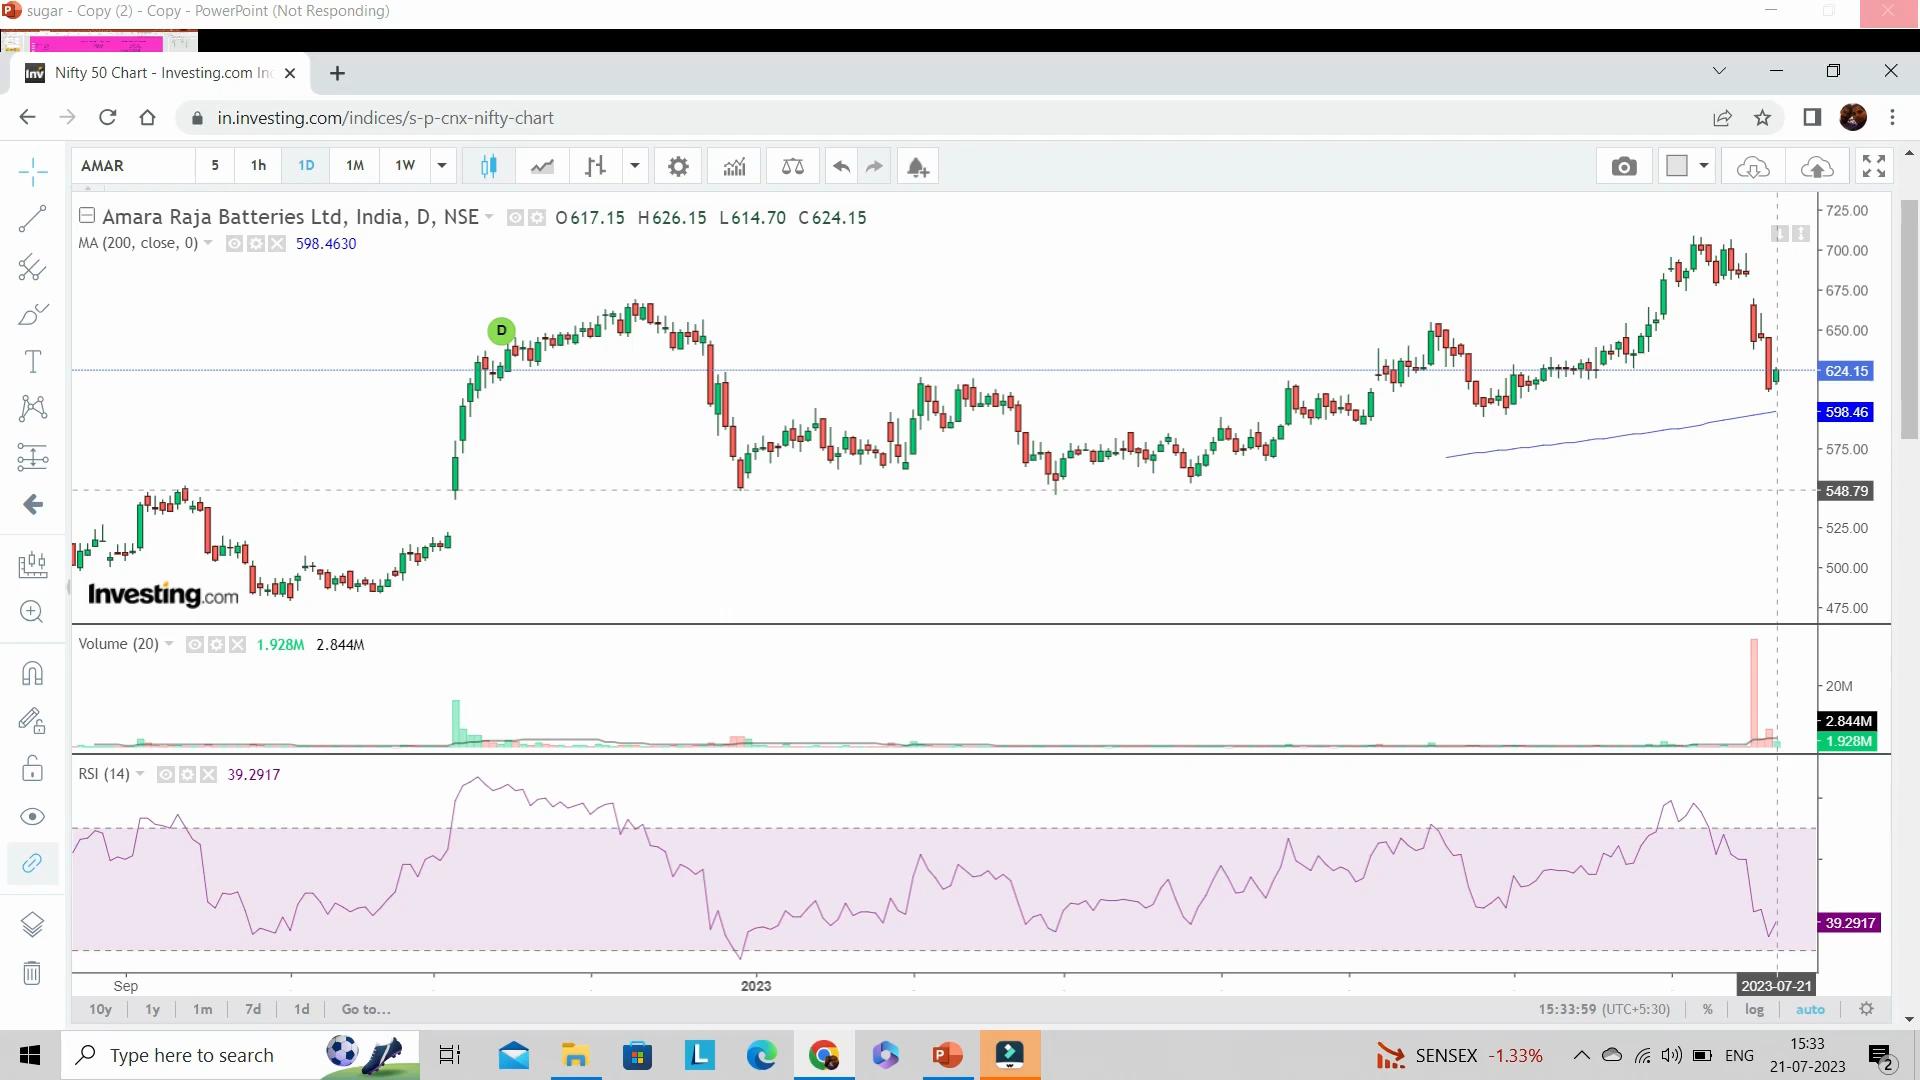 sugar - Copy (2) - Copy - PowerPoint (Not Responding)
Nifty 50 Chart - Investing.com Inc
in.investing.com/indices/s-p-cnx-nifty-chart
AMAR 5 1h 1D 1M 1W
Amara Raja Batteries Ltd, India, D, NSE O617.15 H626.15 L614.70 C624.15
MA (200, close, 0) 598.4630
D
725.00
700.00
675.00
650.00
624.15
598.46
575.00
548.79
525.00
500.00
475.00
Investing.com
Volume (20) 1.928M 2.844M
20M
2.844M
1.928M
RSI (14) 39.2917
39.2917
Sep 2023 2023-07-21
10y 1y 1m 7d 1d Go to... 15:33:59 (UTC+5:30) % log auto
Type here to search
SENSEX -1.33% ENG 15:33
21-07-2023
2